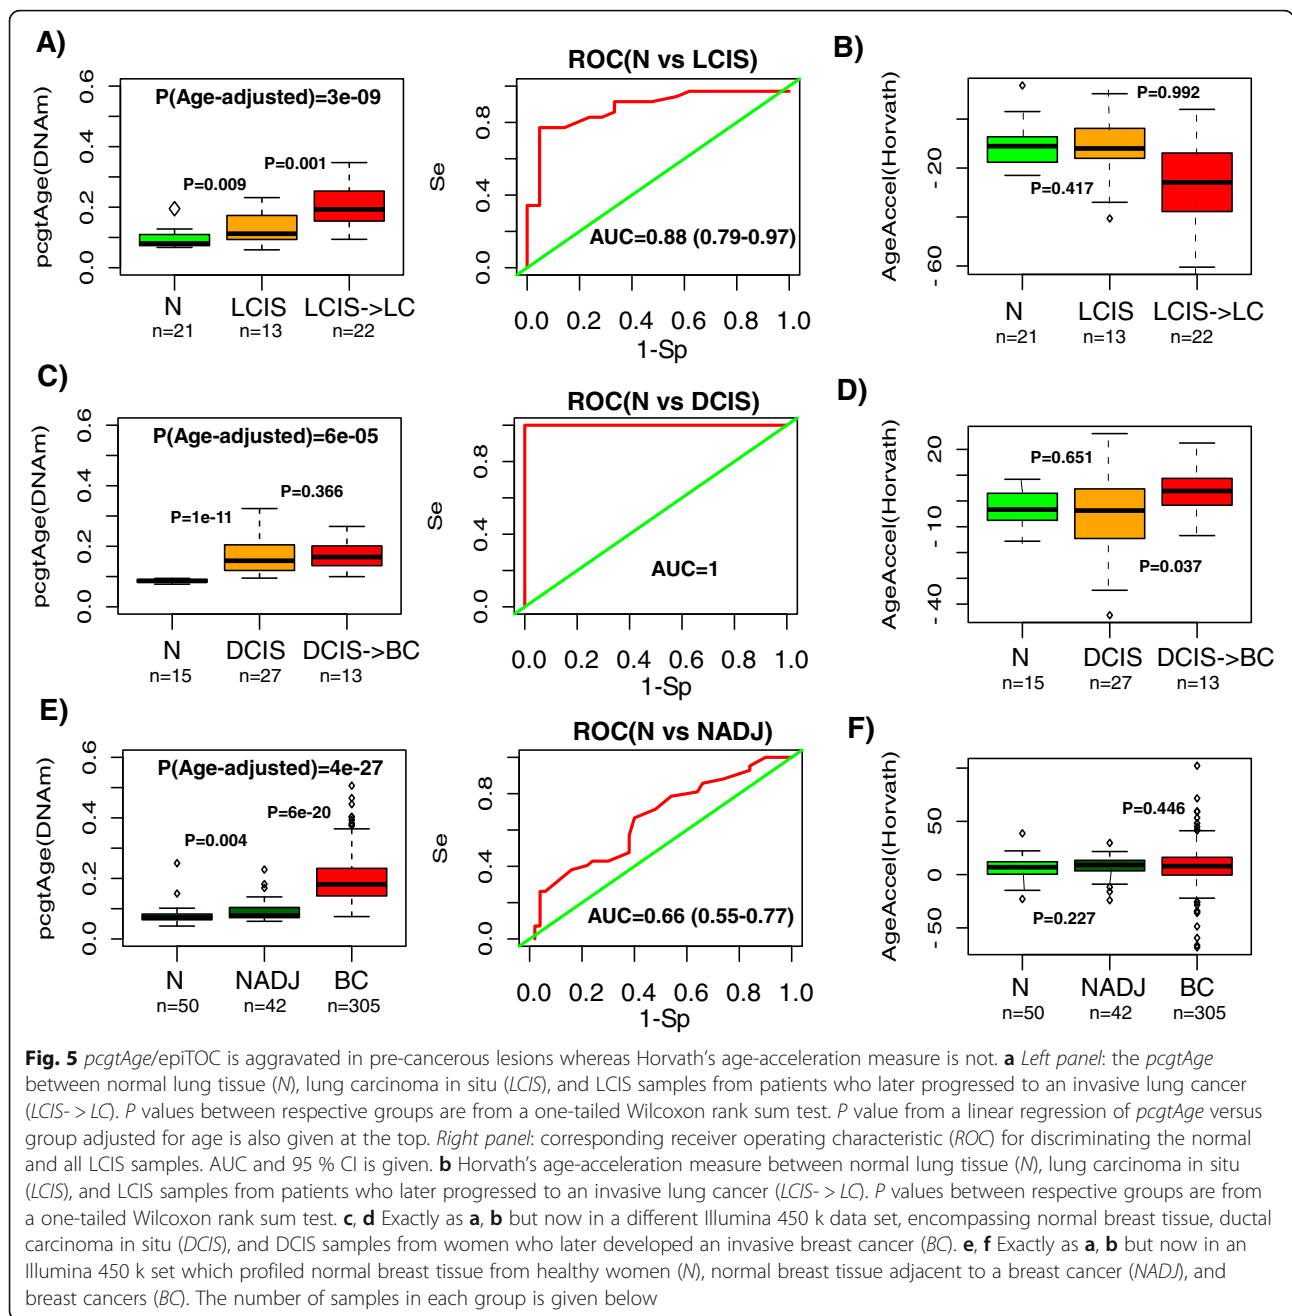 A)
P(Age-adjusted)=3e-09
P=0.001
P=0.009
pcgtAge(DNAm)
0.0
0.2
0.4
0.6
N
LCIS
LCIS->LC
n=21
n=13
n=22
ROC(N vs LCIS)
Se
0.0
0.4
0.8
AUC=0.88 (0.79-0.97)
0.0 0.2 0.4 0.6 0.8 1.0
1-Sp
B)
AgeAccel(Horvath)
- 60
- 20
P=0.992
P=0.417
N
LCIS
LCIS->LC
n=21
n=13
n=22
C)
P(Age-adjusted)=6e-05
P=0.366
P=1e-11
pcgtAge(DNAm)
0.0
0.2
0.4
0.6
N
DCIS
DCIS->BC
n=15
n=27
n=13
ROC(N vs DCIS)
Se
0.0
0.4
0.8
AUC=1
0.0 0.2 0.4 0.6 0.8 1.0
1-Sp
D)
AgeAccel(Horvath)
- 40
- 10
20
P=0.651
P=0.037
N
DCIS
DCIS->BC
n=15
n=27
n=13
E)
P(Age-adjusted)=4e-27
P=6e-20
P=0.004
pcgtAge(DNAm)
0.0
0.2
0.4
0.6
N
NADJ
BC
n=50
n=42
n=305
ROC(N vs NADJ)
Se
0.0
0.4
0.8
AUC=0.66 (0.55-0.77)
0.0 0.2 0.4 0.6 0.8 1.0
1-Sp
F)
AgeAccel(Horvath)
- 50
0
50
P=0.446
P=0.227
N
NADJ
BC
n=50
n=42
n=305
Fig. 5 pcgtAge/epiTOC is aggravated in pre-cancerous lesions whereas Horvath's age-acceleration measure is not. a Left panel: the pcgtAge
between normal lung tissue (N), lung carcinoma in situ (LCIS), and LCIS samples from patients who later progressed to an invasive lung cancer
(LCIS- > LC). P values between respective groups are from a one-tailed Wilcoxon rank sum test. P value from a linear regression of pcgtAge versus
group adjusted for age is also given at the top. Right panel: corresponding receiver operating characteristic (ROC) for discriminating the normal
and all LCIS samples. AUC and 95 % CI is given. b Horvath's age-acceleration measure between normal lung tissue (N), lung carcinoma in situ
(LCIS), and LCIS samples from patients who later progressed to an invasive lung cancer (LCIS- > LC). P values between respective groups are from
a one-tailed Wilcoxon rank sum test. c, d Exactly as a, b but now in a different Illumina 450 k data set, encompassing normal breast tissue, ductal
carcinoma in situ (DCIS), and DCIS samples from women who later developed an invasive breast cancer (BC). e, f Exactly as a, b but now in an
Illumina 450 k set which profiled normal breast tissue from healthy women (N), normal breast tissue adjacent to a breast cancer (NADJ), and
breast cancers (BC). The number of samples in each group is given below